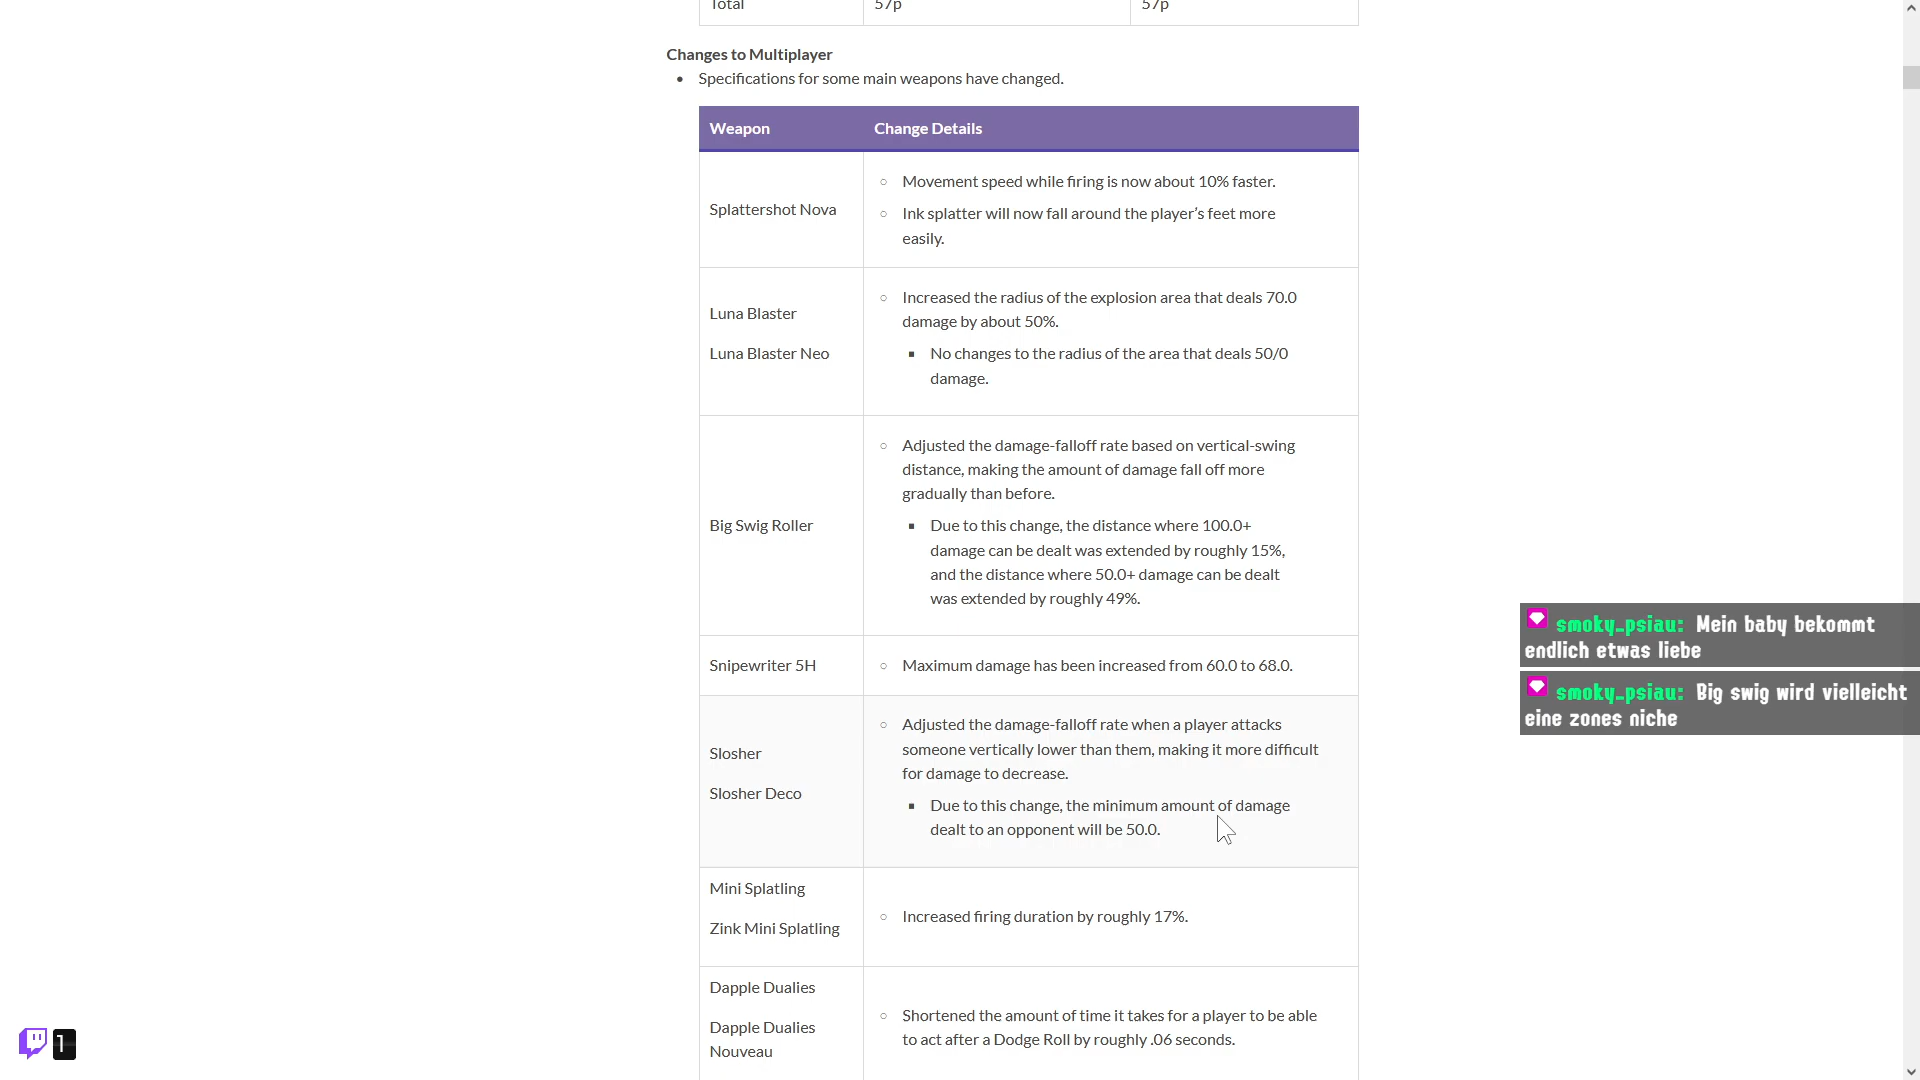 Total 57p 57p
Changes to Multiplayer
• Specifications for some main weapons have changed.
Weapon Change Details
Splattershot Nova
○ Movement speed while firing is now about 10% faster.
○ Ink splatter will now fall around the player's feet more
easily.
Luna Blaster
Luna Blaster Neo
○ Increased the radius of the explosion area that deals 70.0
damage by about 50%.
▪ No changes to the radius of the area that deals 50/0
damage.
Big Swig Roller
○ Adjusted the damage-falloff rate based on vertical-swing
distance, making the amount of damage fall off more
gradually than before.
▪ Due to this change, the distance where 100.0+
damage can be dealt was extended by roughly 15%,
and the distance where 50.0+ damage can be dealt
was extended by roughly 49%.
Snipewriter 5H
○ Maximum damage has been increased from 60.0 to 68.0.
Slosher
Slosher Deco
○ Adjusted the damage-falloff rate when a player attacks
someone vertically lower than them, making it more difficult
for damage to decrease.
▪ Due to this change, the minimum amount of damage
dealt to an opponent will be 50.0.
Mini Splatling
Zink Mini Splatling
○ Increased firing duration by roughly 17%.
Dapple Dualies
Dapple Dualies
Nouveau
○ Shortened the amount of time it takes for a player to be able
to act after a Dodge Roll by roughly .06 seconds.
smoky_psiau: Mein baby bekommt
endlich etwas liebe
smoky_psiau: Big swig wird vielleicht
eine zones niche
1